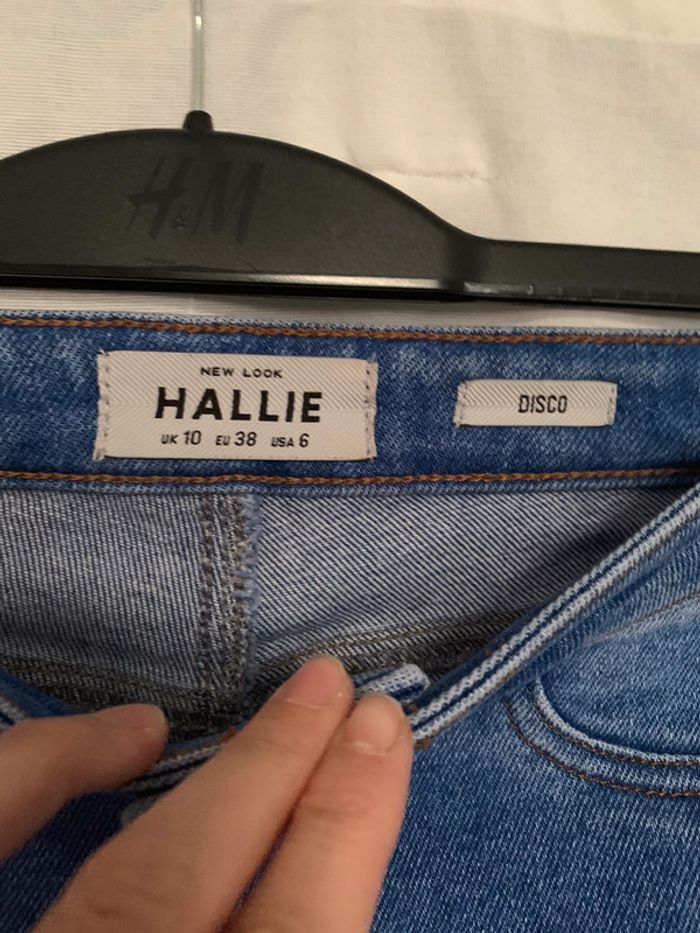 H&M
NEW LOOK
HALLIE
UK 10 EU 38 USA 6
DISCO